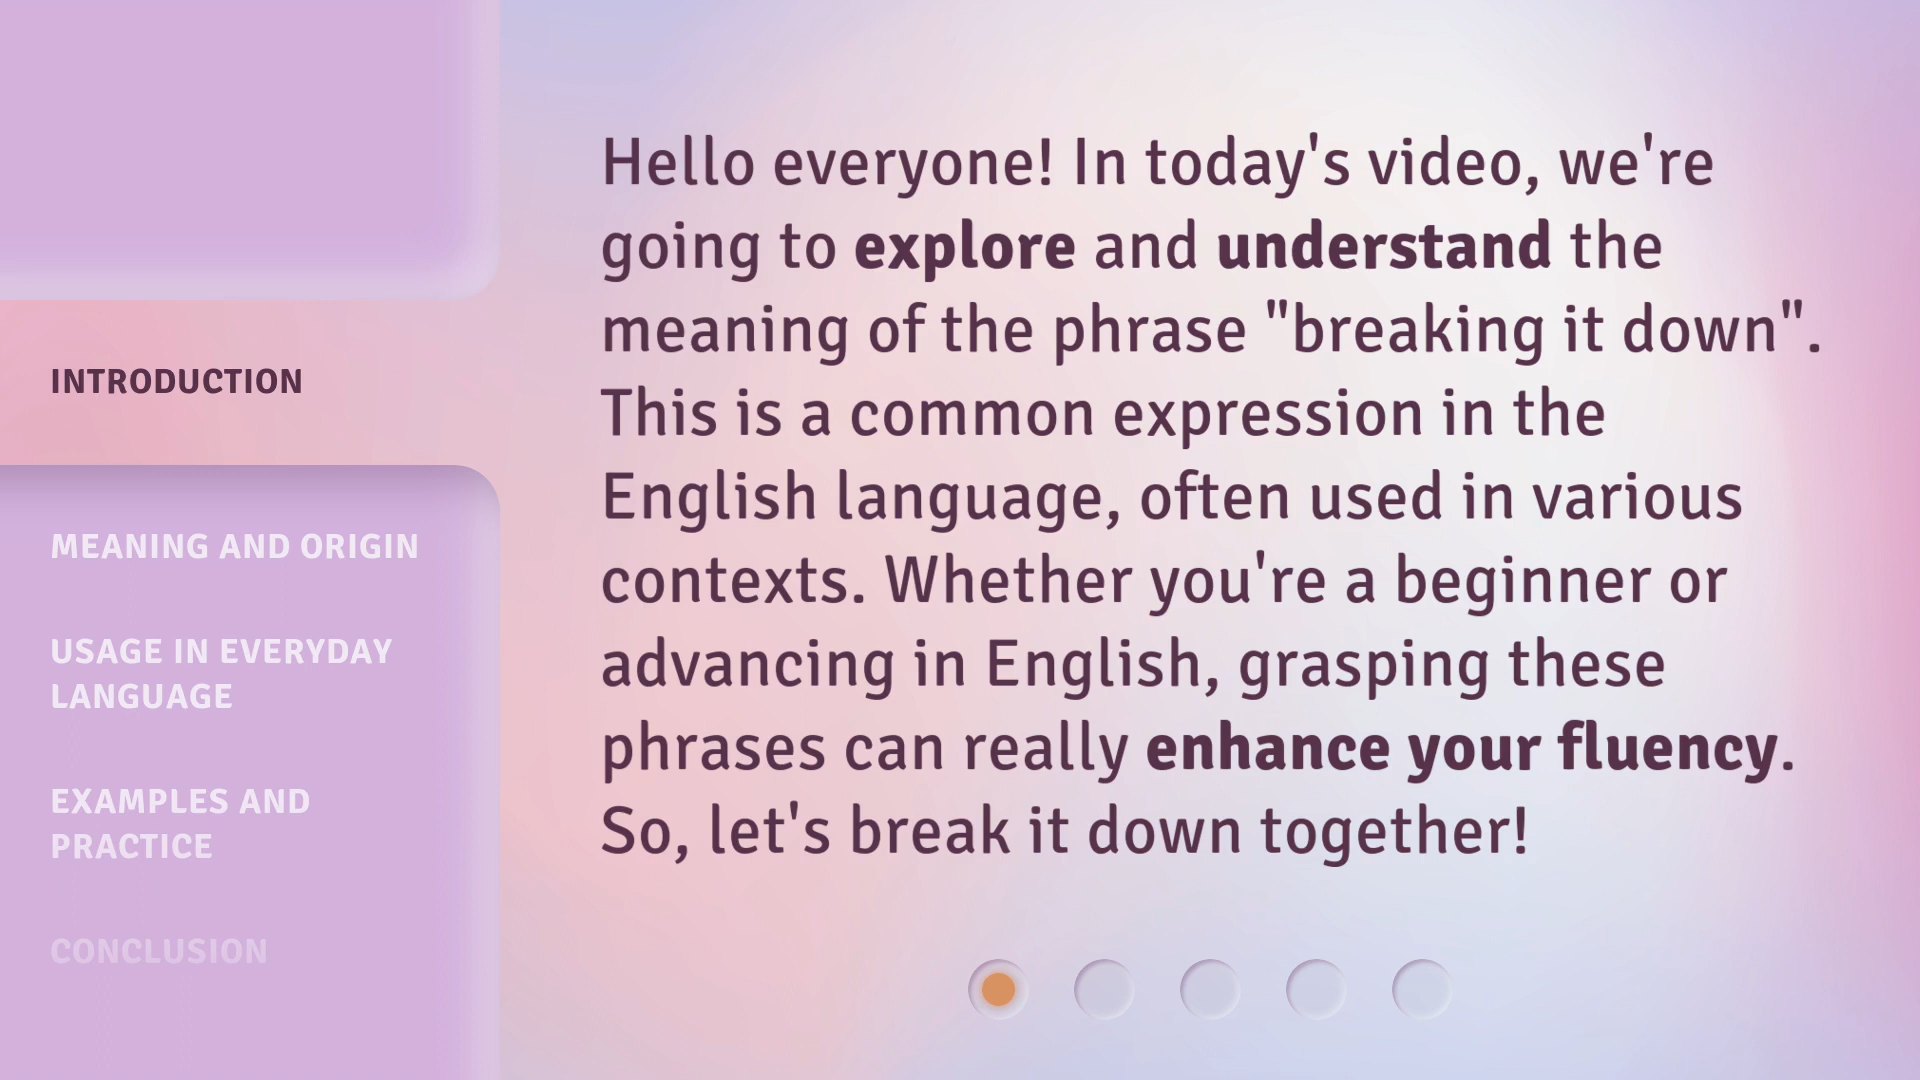 INTRODUCTION
MEANING AND ORIGIN
USAGE IN EVERYDAY
LANGUAGE
EXAMPLES AND
PRACTICE
CONCLUSION
Hello everyone! In today's video, we're
going to explore and understand the
meaning of the phrase "breaking it down".
This is a common expression in the
English language, often used in various
contexts. Whether you're a beginner or
advancing in English, grasping these
phrases can really enhance your fluency.
So, let's break it down together!